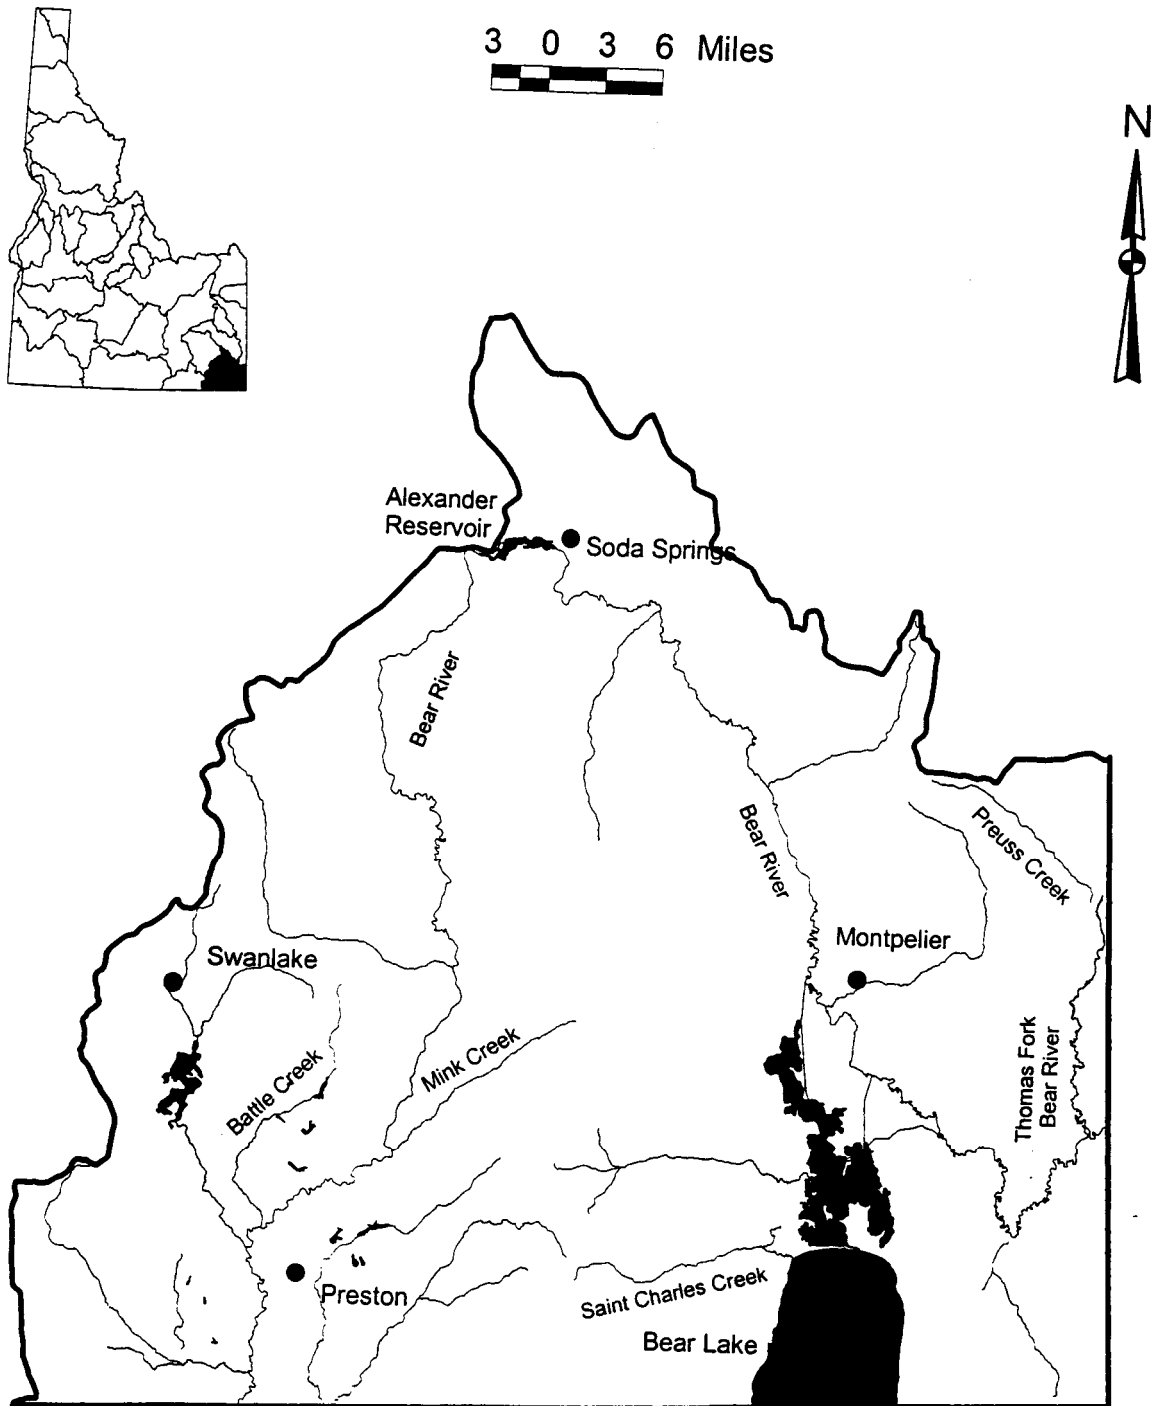 3 0 3 6 Miles
N
Alexander
Reservoir
Soda Springs
Bear River
Bear River
Preuss Creek
Montpelier
Swanlake
Mink Creek
Battle Creek
Thomas Fork
Bear River
Preston
Saint Charles Creek
Bear Lake